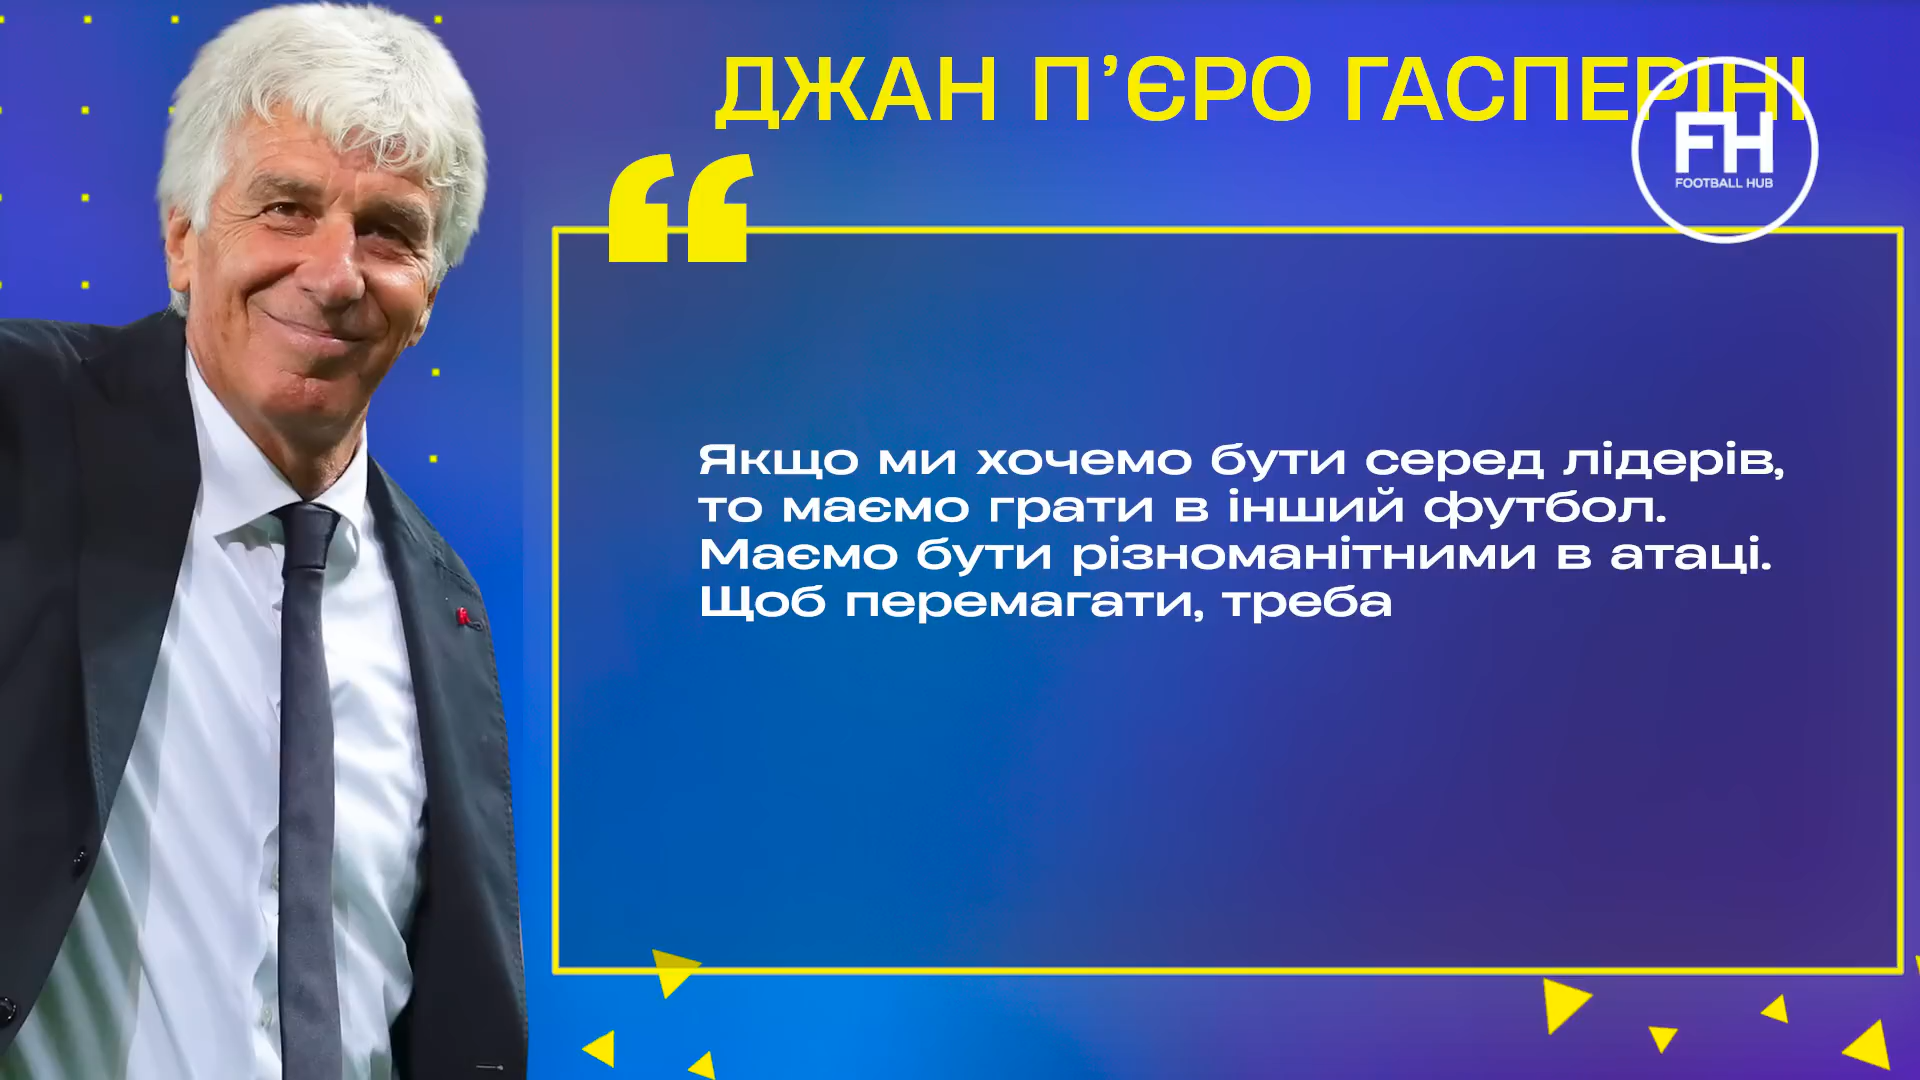 ДЖАН П’ЄРО ГАСПЕРІНІ
FH
FOOTBALL HUB
Якщо ми хочемо бути серед лідерів,
то маємо грати в інший футбол.
Маємо бути різноманітними в атаці.
Щоб перемагати, треба